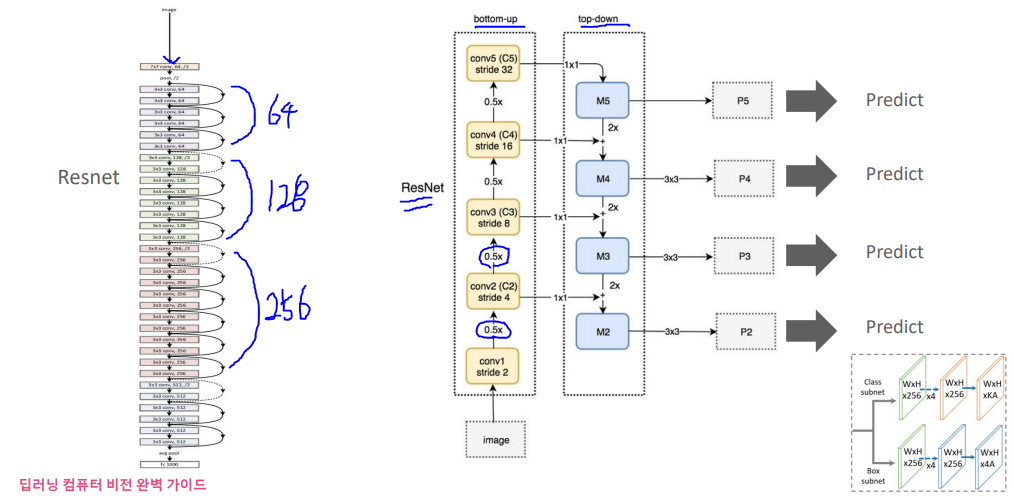 image
7x7 conv, 64, /2
pool, /2
3x3 conv, 64
3x3 conv, 64
3x3 conv, 64
3x3 conv, 64
3x3 conv, 64
3x3 conv, 64
3x3 conv, 128, /2
3x3 conv, 128
3x3 conv, 128
3x3 conv, 128
3x3 conv, 128
3x3 conv, 128
3x3 conv, 128
3x3 conv, 128
3x3 conv, 256, /2
3x3 conv, 256
3x3 conv, 256
3x3 conv, 256
3x3 conv, 256
3x3 conv, 256
3x3 conv, 256
3x3 conv, 256
3x3 conv, 256
3x3 conv, 256
3x3 conv, 256
3x3 conv, 256
3x3 conv, 512, /2
3x3 conv, 512
3x3 conv, 512
3x3 conv, 512
3x3 conv, 512
3x3 conv, 512
avg pool
fc 1000
Resnet
64
128
256
ResNet
bottom-up
top-down
conv5 (C5)
stride 32
1x1
0.5x
M5
P5
Predict
2x
conv4 (C4)
stride 16
1x1
+
0.5x
M4
3x3
P4
Predict
2x
conv3 (C3)
stride 8
1x1
+
0.5x
M3
3x3
P3
Predict
2x
conv2 (C2)
stride 4
1x1
+
0.5x
M2
3x3
P2
Predict
conv1
stride 2
image
Class
subnet
WxH
x256
x4
WxH
x256
WxH
xKA
Box
subnet
WxH
x256
x4
WxH
x256
WxH
x4A
딥러닝 컴퓨터 비전 완벽 가이드